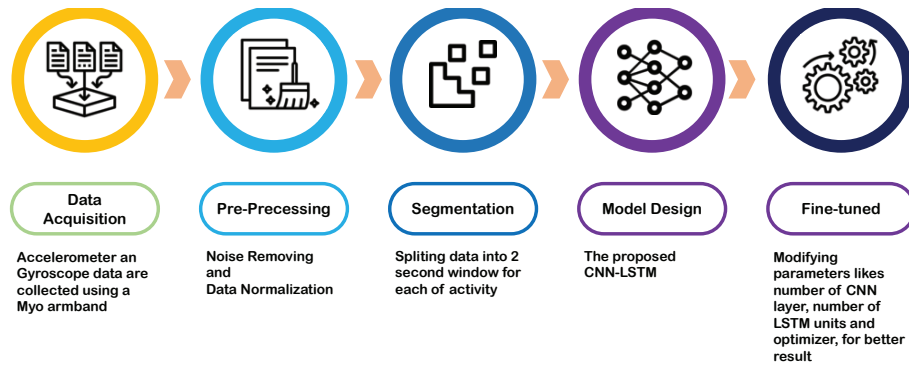 Data
Acquisition
Accelerometer an
Gyroscope data are
collected using a
Myo armband
Pre-Precessing
Noise Removing
and
Data Normalization
Segmentation
Spliting data into 2
second window for
each of activity
Model Design
The proposed
CNN-LSTM
Fine-tuned
Modifying
parameters likes
number of CNN
layer, number of
LSTM units and
optimizer, for better
result